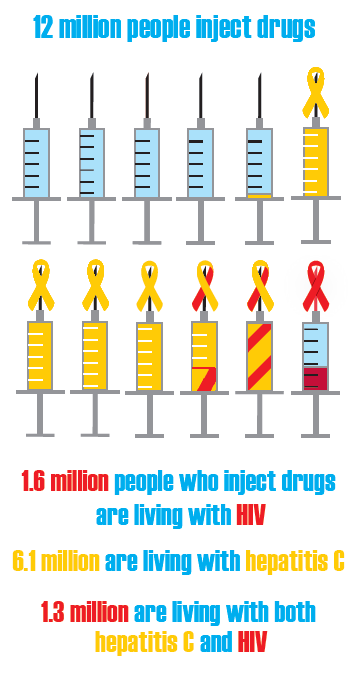 12 million people inject drugs
1.6 million people who inject drugs
are living with HIV
6.1 million are living with hepatitis C
1.3 million are living with both
hepatitis C and HIV